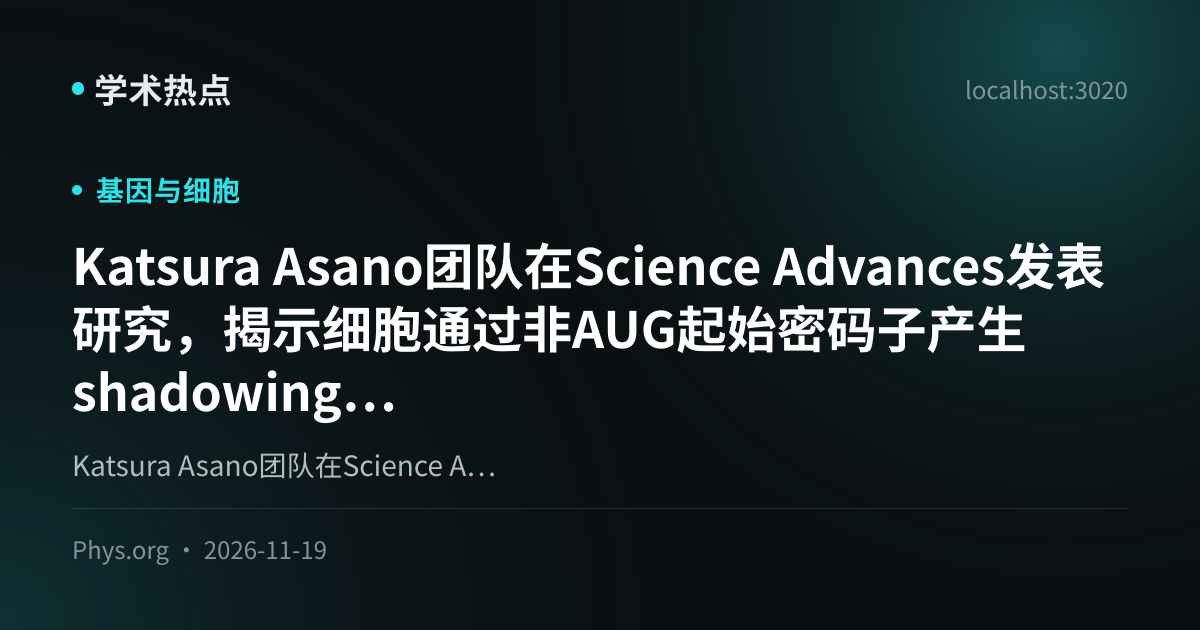 学术热点
localhost:3020
基因与细胞
Katsura Asano团队在Science Advances发表
研究，揭示细胞通过非AUG起始密码子产生
shadowing…
Katsura Asano团队在Science A…
Phys.org · 2026-11-19